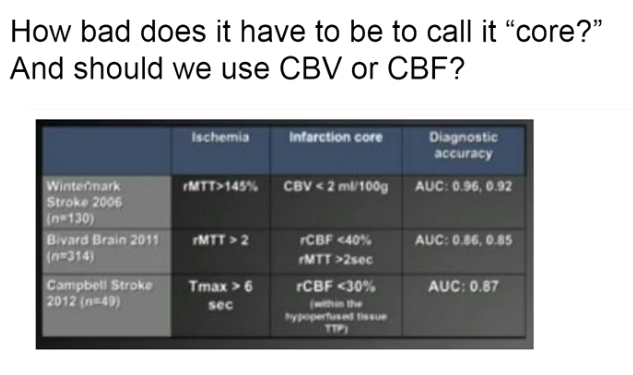 How bad does it have to be to call it “core?”
And should we use CBV or CBF?
Ischemia
Infarction core
Diagnostic
accuracy
Wintermark
Stroke 2006
(n=130)
rMTT>145%
CBV < 2 ml/100g
AUC: 0.96, 0.92
Bivard Brain 2011
(n=314)
rMTT > 2
rCBF <40%
rMTT >2sec
AUC: 0.86, 0.85
Campbell Stroke
2012 (n=49)
Tmax > 6
sec
rCBF <30%
(within the
hypoperfused tissue
TTP)
AUC: 0.87